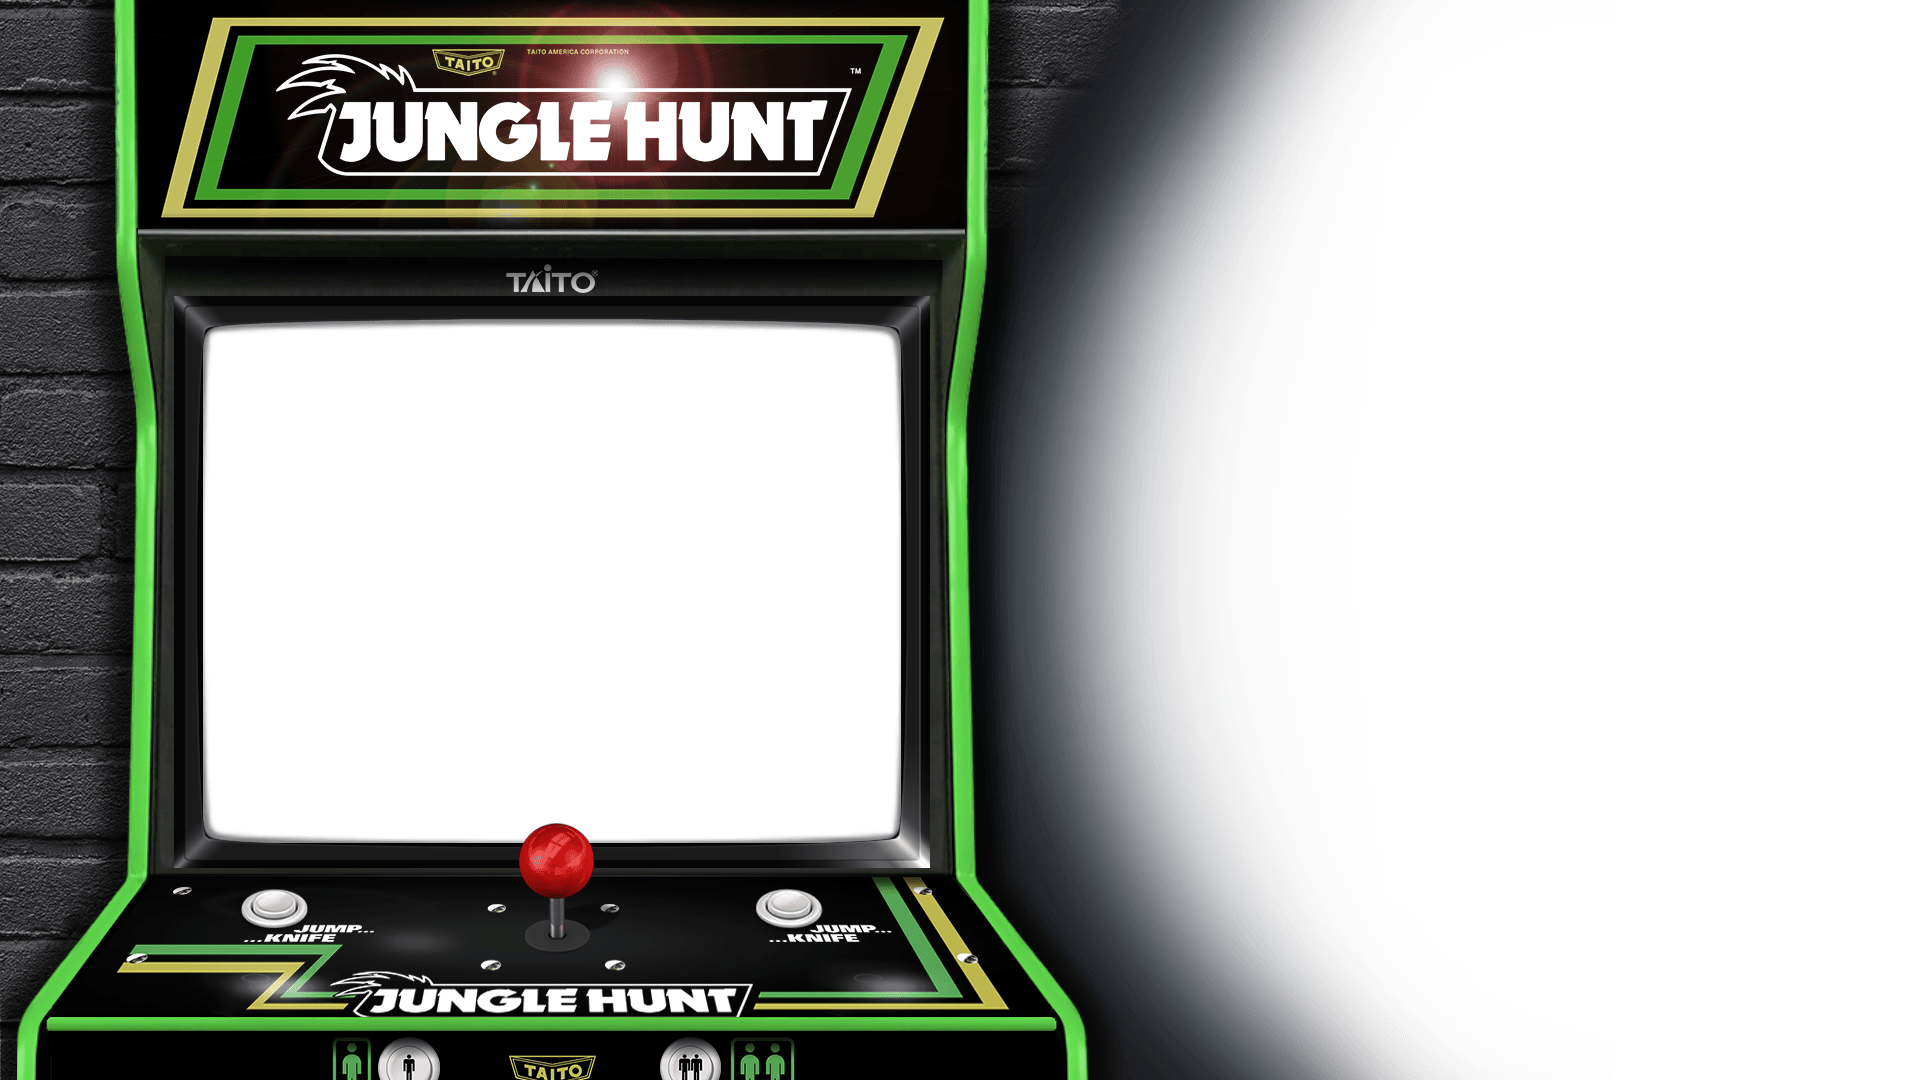 TAITO®
TAITO AMERICA CORPORATION
TM
JUNGLE HUNT
TAITO®
JUMP...
...KNIFE
JUMP...
...KNIFE
JUNGLE HUNT
TAITO